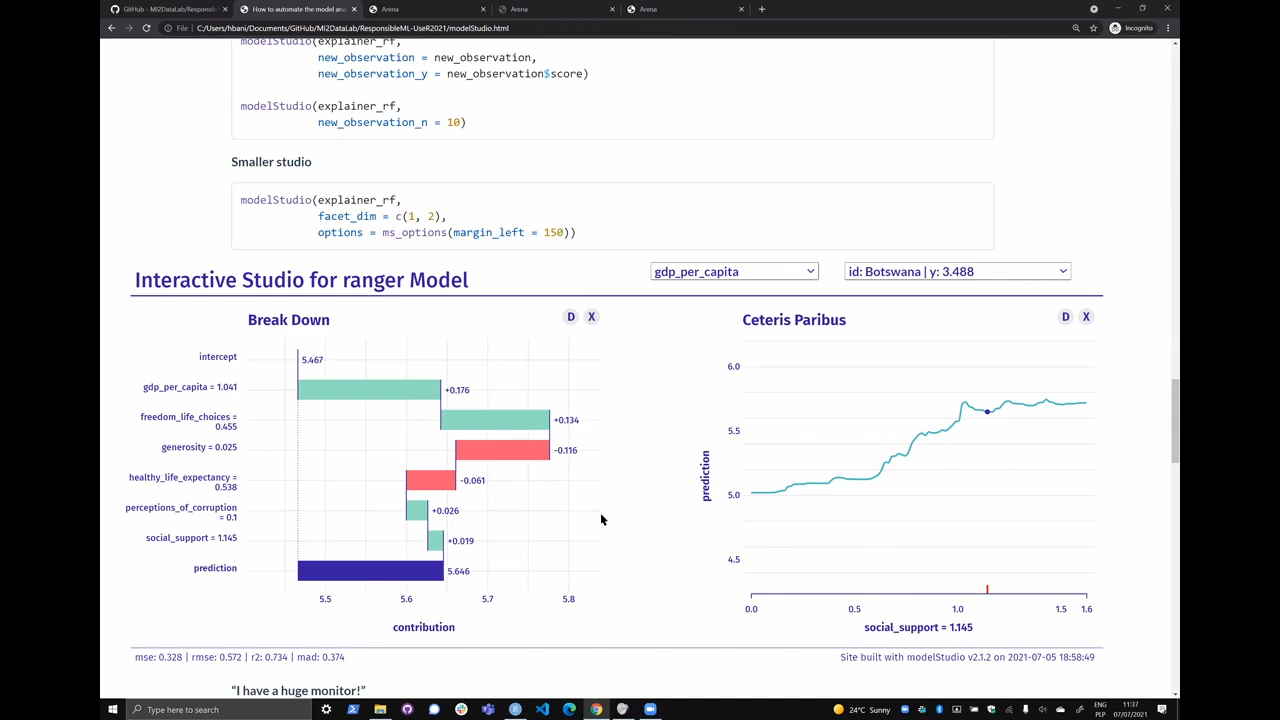 GitHub - MI2DataLab/Responsible
How to automate the model ana
Arena
Arena
Arena
File
C:/Users/hbani/Documents/GitHub/MI2DataLab/ResponsibleML-UseR2021/modelStudio.html
Incognito
modelStudio(explainer_rf,
new_observation = new_observation,
new_observation_y = new_observation$score)
modelStudio(explainer_rf,
new_observation_n = 10)
Smaller studio
modelStudio(explainer_rf,
facet_dim = c(1, 2),
options = ms_options(margin_left = 150))
Interactive Studio for ranger Model
gdp_per_capita
id: Botswana | y: 3.488
Break Down
D X
intercept
5.467
gdp_per_capita = 1.041
+0.176
freedom_life_choices =
0.455
+0.134
generosity = 0.025
-0.116
healthy_life_expectancy =
0.538
-0.061
perceptions_of_corruption
= 0.1
+0.026
social_support = 1.145
+0.019
prediction
5.646
5.5 5.6 5.7 5.8
contribution
Ceteris Paribus
D X
6.0
5.5
5.0
4.5
prediction
0.0 0.5 1.0 1.5 1.6
social_support = 1.145
mse: 0.328 | rmse: 0.572 | r2: 0.734 | mad: 0.374
Site built with modelStudio v2.1.2 on 2021-07-05 18:58:49
“I have a huge monitor!”
Type here to search
24°C Sunny
ENG
PLP
11:37
07/07/2021